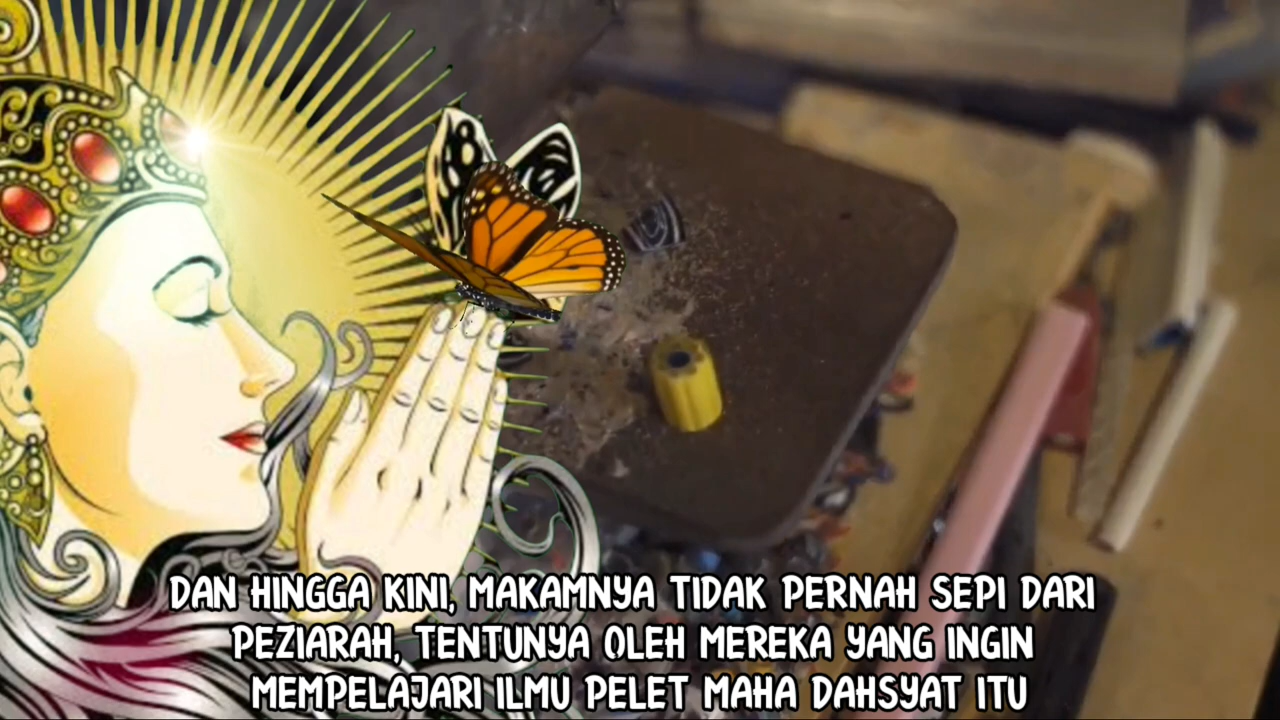 DAN HINGGA KINI, MAKAMNYA TIDAK PERNAH SEPI DARI
PEZIARAH, TENTUNYA OLEH MEREKA YANG INGIN
MEMPELAJARI ILMU PELET MAHA DAHSYAT ITU